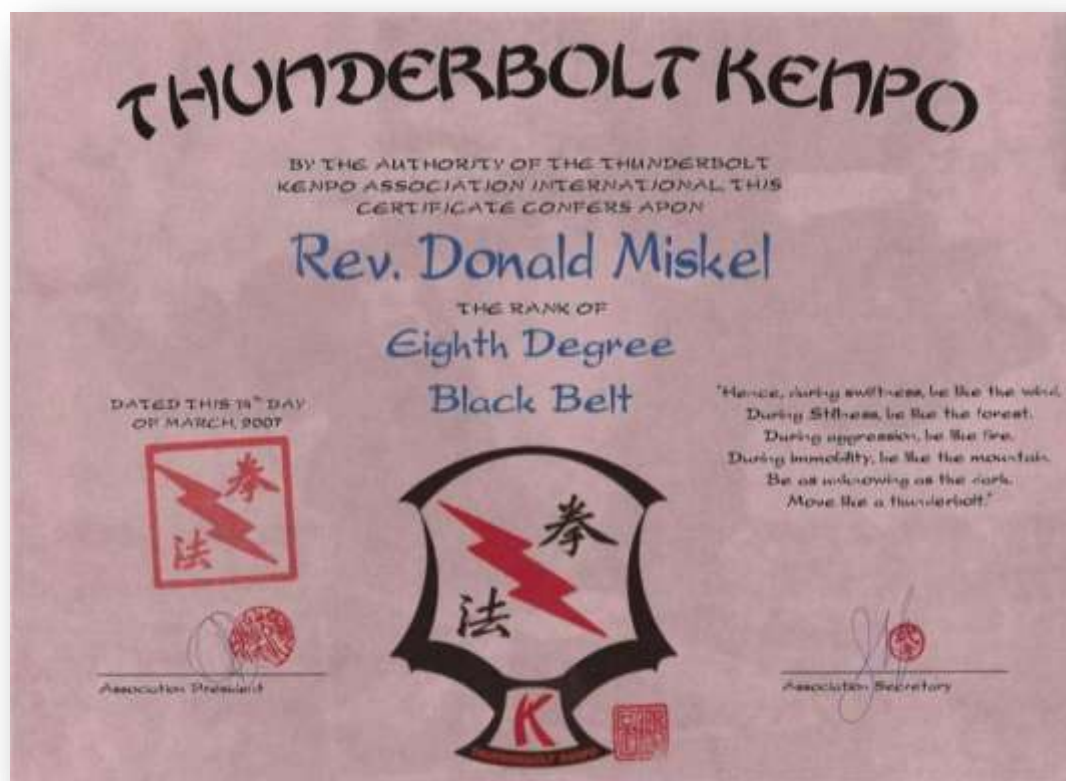 THUNDERBOLT KENPO
BY THE AUTHORITY OF THE THUNDERBOLT
KENPO ASSOCIATION INTERNATIONAL THIS
CERTIFICATE CONFERS APON
Rev. Donald Miskel
THE RANK OF
Eighth Degree
Black Belt
DATED THIS 14th DAY
OF MARCH, 2007
"Hence, during swiftness, be like the wind.
During Stillness, be like the forest.
During aggression, be like fire.
During immobility, be like the mountain.
Be as unknowing as the dark.
Move like a thunderbolt."
拳
法
拳
法
Association President
Association Secretary
K